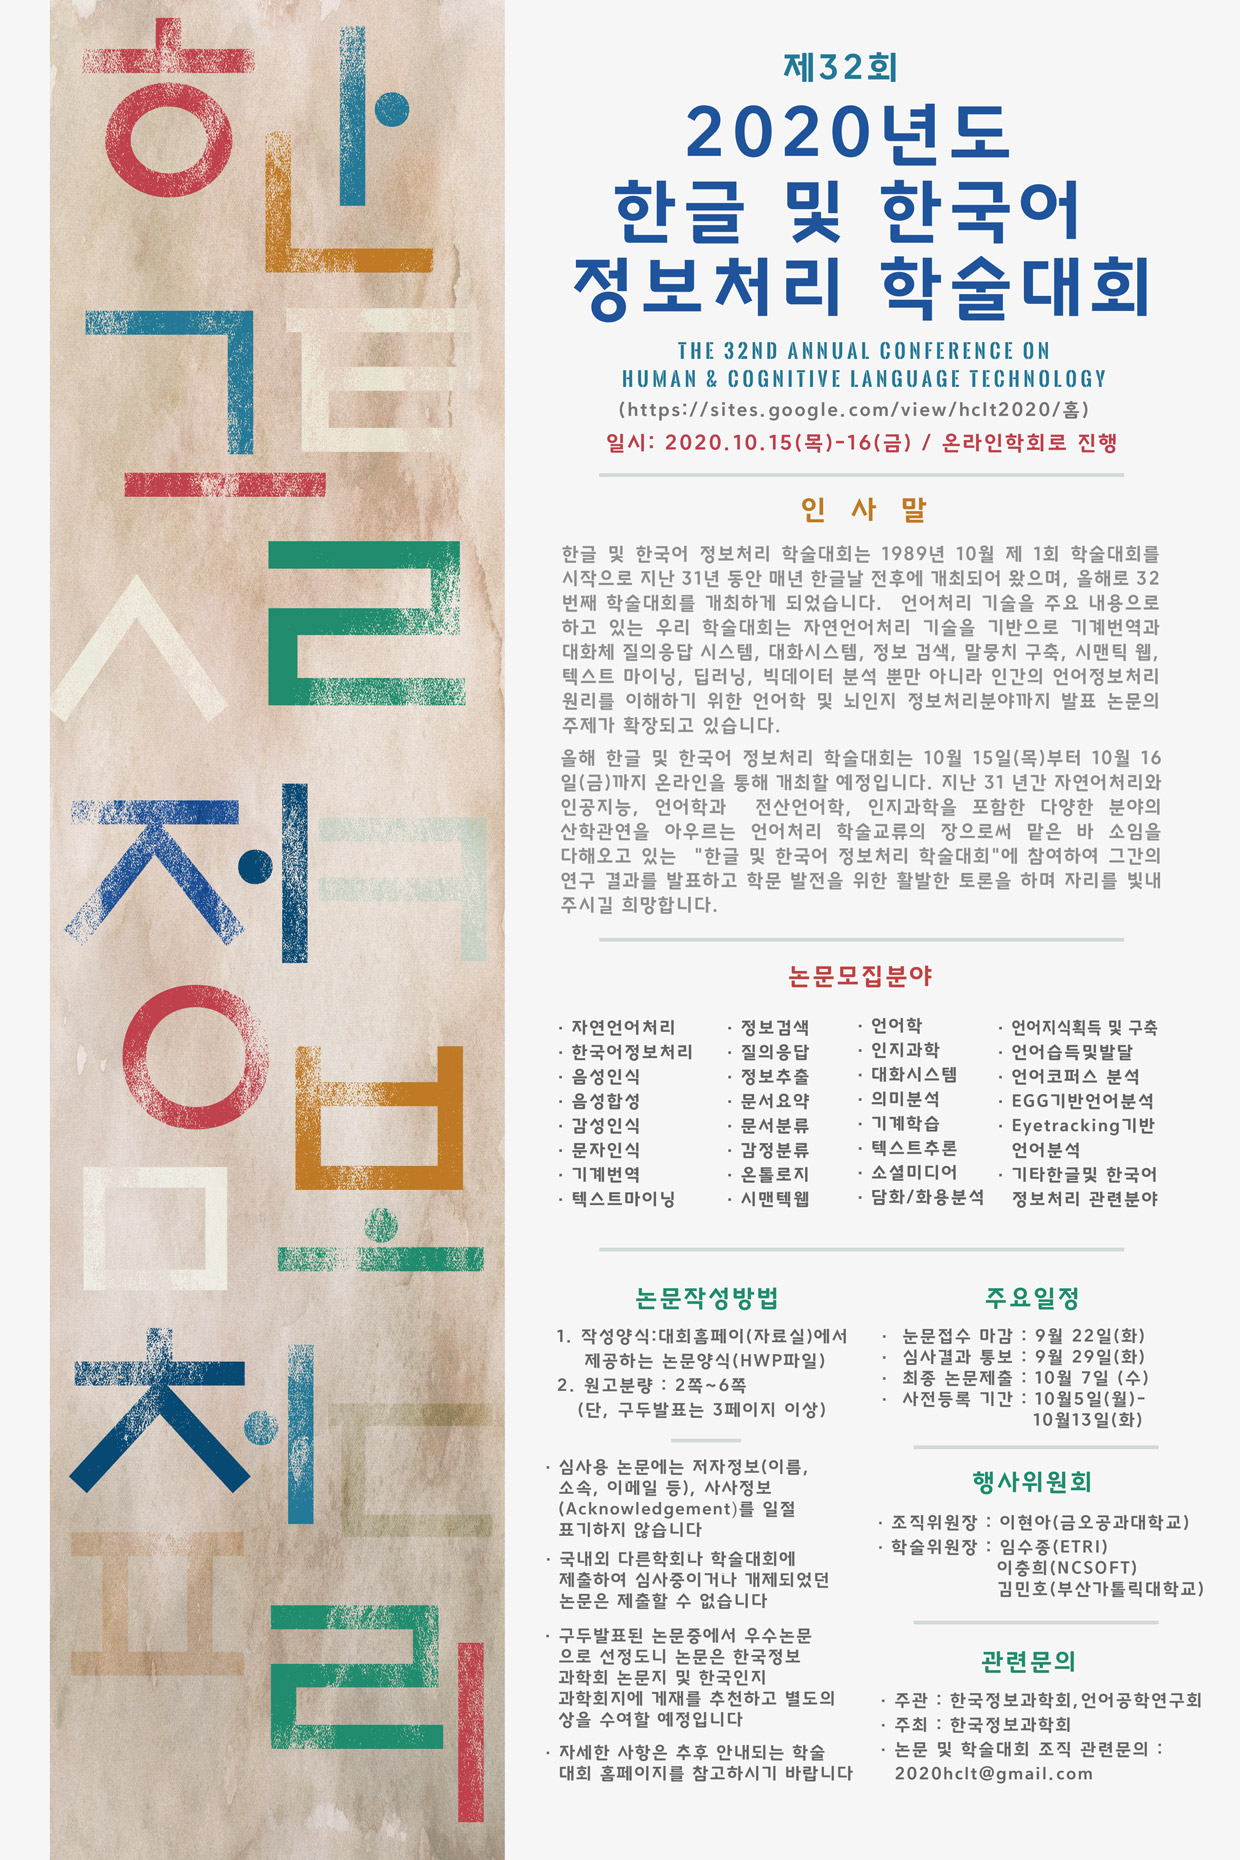 제32회
2020년도
한글 및 한국어
정보처리 학술대회
THE 32ND ANNUAL CONFERENCE ON
HUMAN & COGNITIVE LANGUAGE TECHNOLOGY
(https://sites.google.com/view/hclt2020/홈)
일시: 2020.10.15(목)-16(금) / 온라인학회로 진행
인 사 말
한글 및 한국어 정보처리 학술대회는 1989년 10월 제 1회 학술대회를
시작으로 지난 31년 동안 매년 한글날 전후에 개최되어 왔으며, 올해로 32
번째 학술대회를 개최하게 되었습니다. 언어처리 기술을 주요 내용으로
하고 있는 우리 학술대회는 자연언어처리 기술을 기반으로 기계번역과
대화체 질의응답 시스템, 대화시스템, 정보 검색, 말뭉치 구축, 시맨틱 웹,
텍스트 마이닝, 딥러닝, 빅데이터 분석 뿐만 아니라 인간의 언어정보처리
원리를 이해하기 위한 언어학 및 뇌인지 정보처리분야까지 발표 논문의
주제가 확장되고 있습니다.
올해 한글 및 한국어 정보처리 학술대회는 10월 15일(목)부터 10월 16
일(금)까지 온라인을 통해 개최할 예정입니다. 지난 31 년간 자연어처리와
인공지능, 언어학과 전산언어학, 인지과학을 포함한 다양한 분야의
산학관연을 아우르는 언어처리 학술교류의 장으로써 맡은 바 소임을
다해오고 있는 "한글 및 한국어 정보처리 학술대회"에 참여하여 그간의
연구 결과를 발표하고 학문 발전을 위한 활발한 토론을 하며 자리를 빛내
주시길 희망합니다.
논문모집분야
· 자연언어처리
· 한국어정보처리
· 음성인식
· 음성합성
· 감성인식
· 문자인식
· 기계번역
· 텍스트마이닝
· 정보검색
· 질의응답
· 정보추출
· 문서요약
· 문서분류
· 감정분류
· 온톨로지
· 시맨텍웹
· 언어학
· 인지과학
· 대화시스템
· 의미분석
· 기계학습
· 텍스트추론
· 소셜미디어
· 담화/화용분석
· 언어지식획득 및 구축
· 언어습득및발달
· 언어코퍼스 분석
· EGG기반언어분석
· Eyetracking기반
언어분석
· 기타한글및 한국어
정보처리 관련분야
논문작성방법
1. 작성양식:대회홈페이(자료실)에서
제공하는 논문양식(HWP파일)
2. 원고분량 : 2쪽~6쪽
(단, 구두발표는 3페이지 이상)
· 심사용 논문에는 저자정보(이름,
소속, 이메일 등), 사사정보
(Acknowledgement)를 일절
표기하지 않습니다
· 국내외 다른학회나 학술대회에
제출하여 심사중이거나 개제되었던
논문은 제출할 수 없습니다
· 구두발표된 논문중에서 우수논문
으로 선정도니 논문은 한국정보
과학회 논문지 및 한국인지
과학회지에 게재를 추천하고 별도의
상을 수여할 예정입니다
· 자세한 사항은 추후 안내되는 학술
대회 홈페이지를 참고하시기 바랍니다
주요일정
· 눈문접수 마감 : 9월 22일(화)
· 심사결과 통보 : 9월 29일(화)
· 최종 논문제출 : 10월 7일 (수)
· 사전등록 기간 : 10월5일(월)-
10월13일(화)
행사위원회
· 조직위원장 : 이현아(금오공과대학교)
· 학술위원장 : 임수종(ETRI)
이충희(NCSOFT)
김민호(부산가톨릭대학교)
관련문의
· 주관 : 한국정보과학회,언어공학연구회
· 주최 : 한국정보과학회
· 논문 및 학술대회 조직 관련문의 :
2020hclt@gmail.com